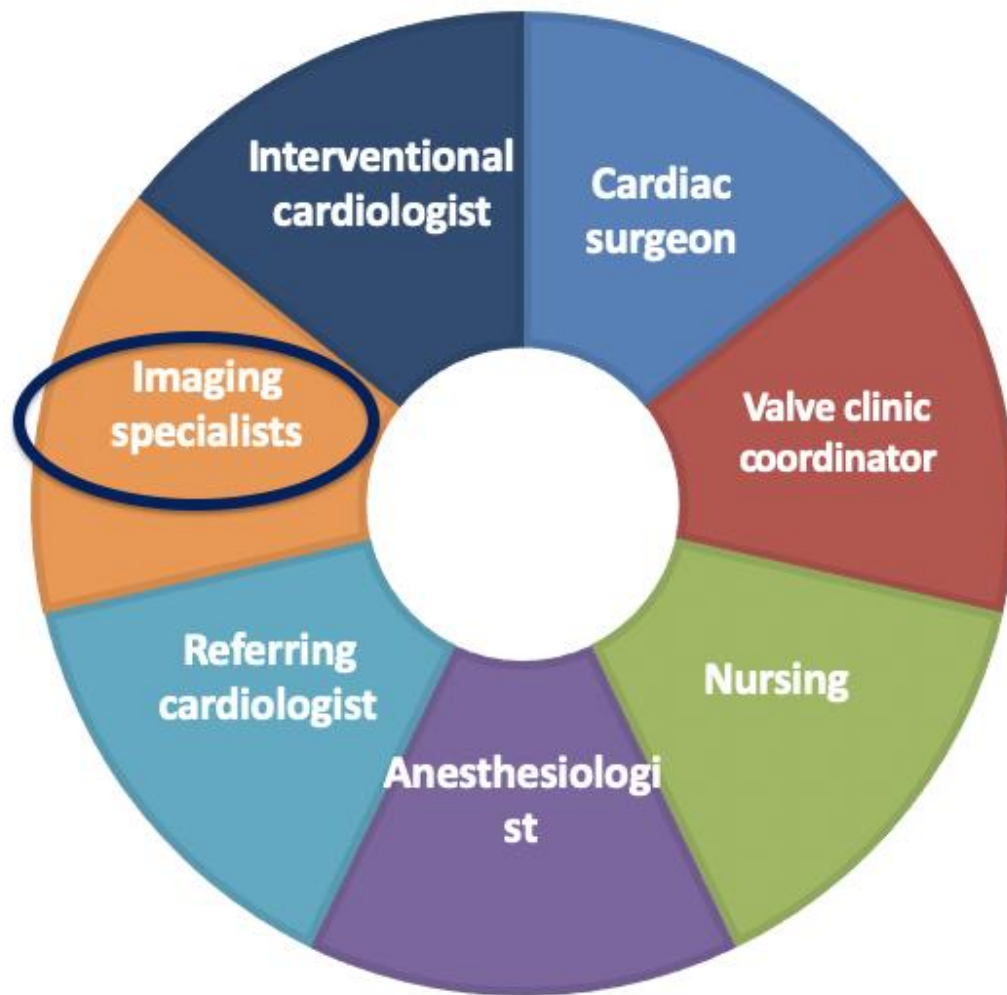 Interventional
cardiologist
Cardiac
surgeon
Imaging
specialists
Valve clinic
coordinator
Referring
cardiologist
Nursing
Anesthesiologi
st